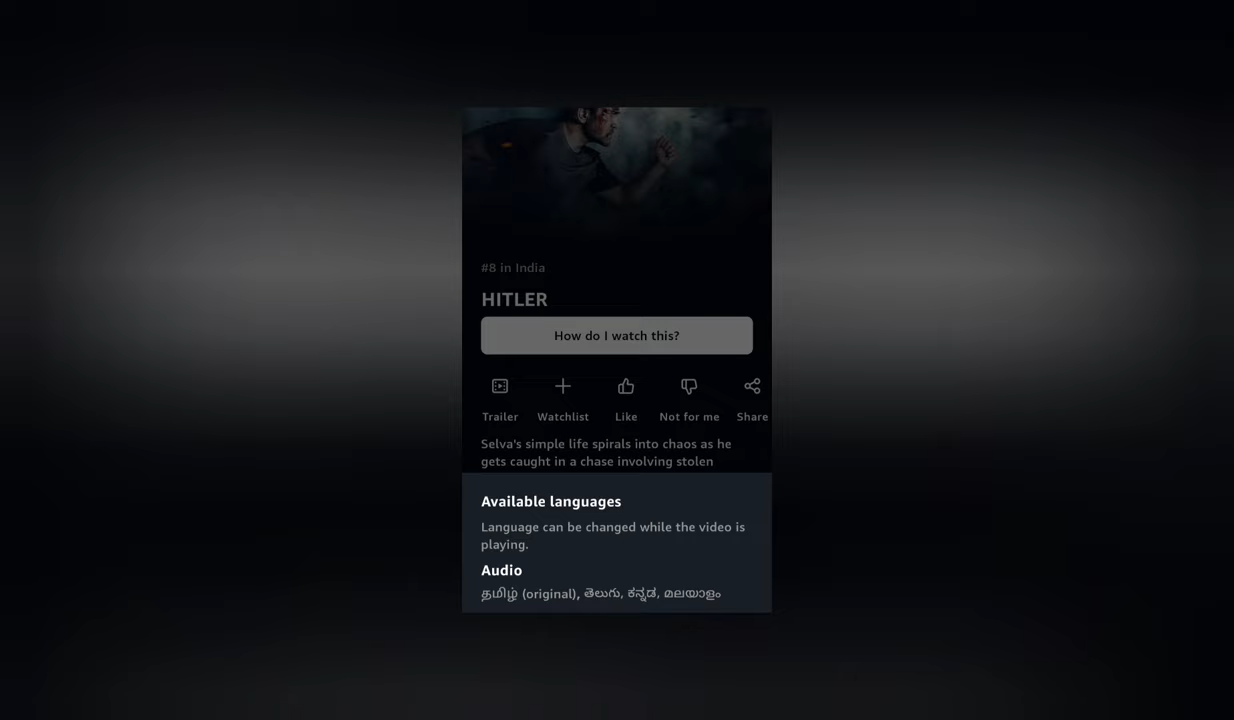 #8 in India
HITLER
How do I watch this?
Trailer Watchlist Like Not for me Share
Selva's simple life spirals into chaos as he
gets caught in a chase involving stolen
Available languages
Language can be changed while the video is
playing.
Audio
தமிழ் (original), తెలుగు, ಕನ್ನಡ, മലയാളം